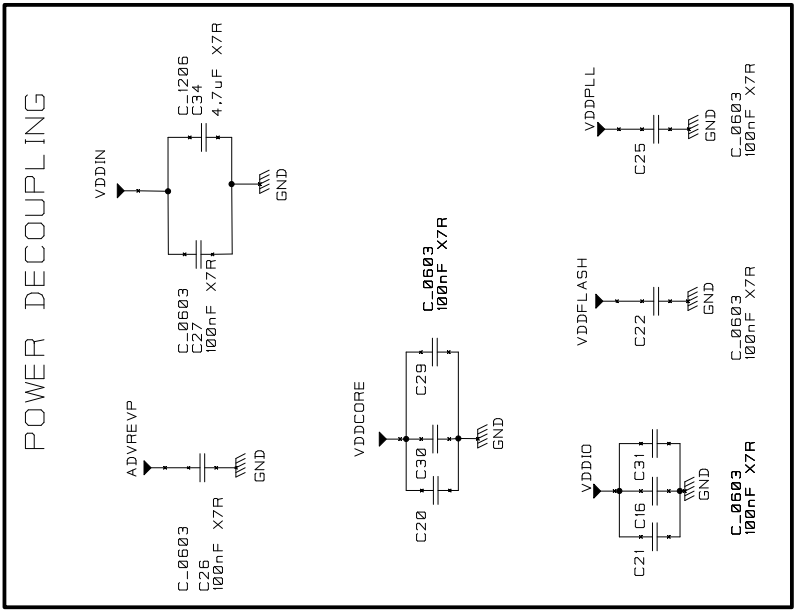 POWER DECOUPLING
ADVREVP
C_0603
C26
100nF X7R
GND
VDDIN
C_0603
C27
100nF X7R
C_1206
C34
4,7uF X7R
GND
VDDCORE
C20
C30
C29
GND
C_0603
100nF X7R
VDDIO
C21
C16
C31
GND
C_0603
100nF X7R
VDDFLASH
C22
GND
C_0603
100nF X7R
VDDPLL
C25
GND
C_0603
100nF X7R